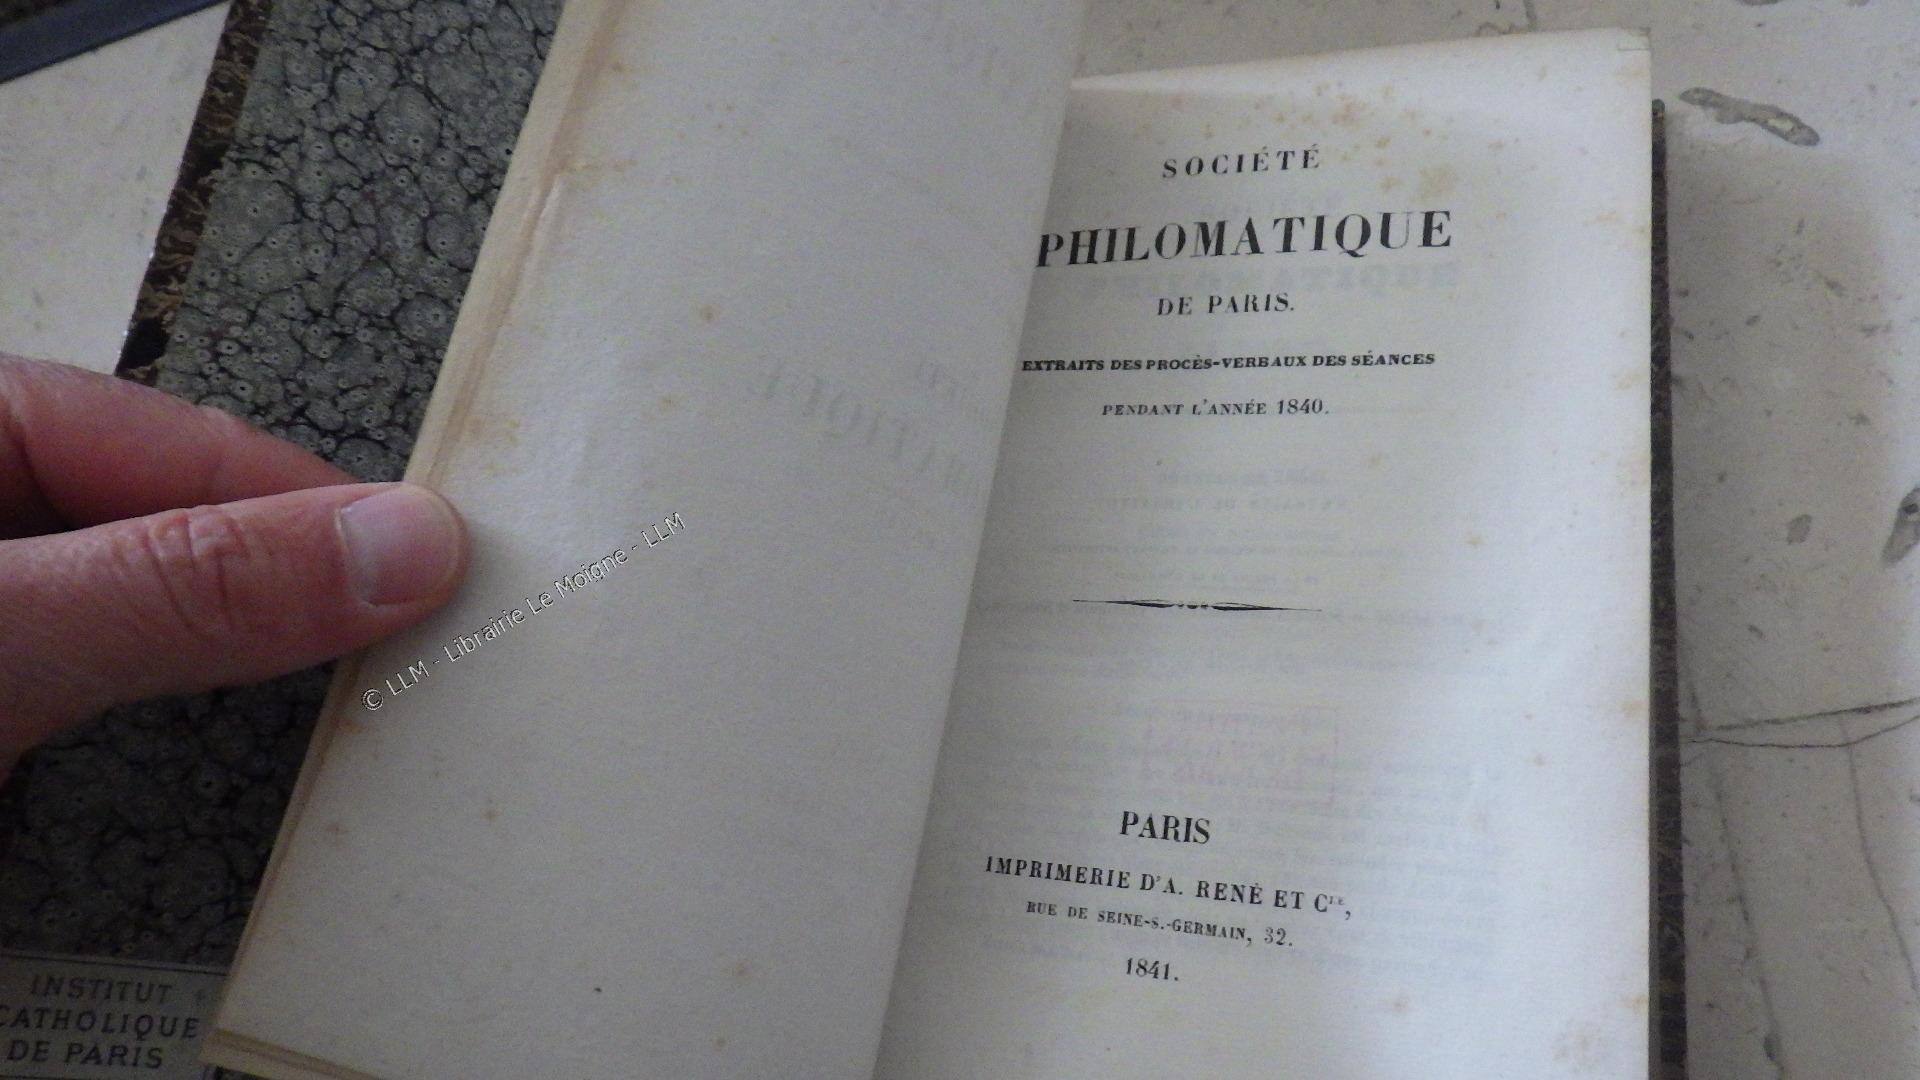 SOCIÉTÉ
PHILOMATIQUE
DE PARIS.
EXTRAITS DES PROCÈS-VERBAUX DES SÉANCES
PENDANT L'ANNÉE 1840.
PARIS
IMPRIMERIE D'A. RENÉ ET Cie,
RUE DE SEINE-S.-GERMAIN, 32.
1841.
© LLM - Librairie Le Moigne - LLM
INSTITUT
CATHOLIQUE
DE PARIS